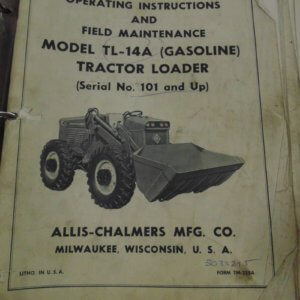 OPERATING INSTRUCTIONS
AND
FIELD MAINTENANCE
MODEL TL-14A (GASOLINE)
TRACTOR LOADER
(Serial No. 101 and Up)
ALLIS-CHALMERS MFG. CO.
MILWAUKEE, WISCONSIN, U. S. A.
LITHO. IN U.S.A.
FORM